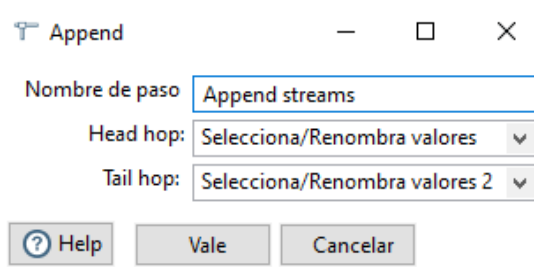 Append
Nombre de paso Append streams
Head hop: Selecciona/Renombra valores
Tail hop: Selecciona/Renombra valores 2
Help Vale Cancelar